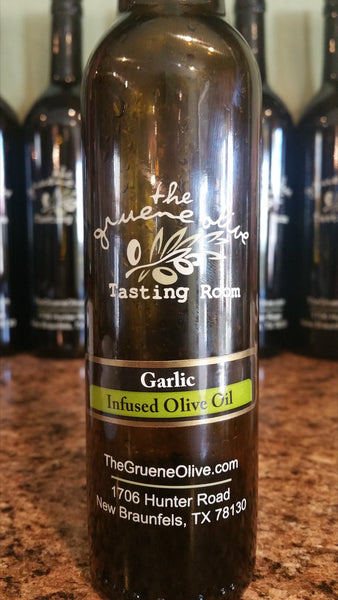 the
gruene olive
Tasting Room
Garlic
Infused Olive Oil
TheGrueneOlive.com
1706 Hunter Road
New Braunfels, TX 78130